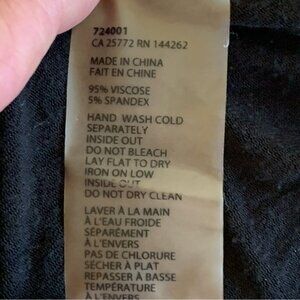 724001
CA 25772 RN 144262
MADE IN CHINA
FAIT EN CHINE
95% VISCOSE
5% SPANDEX
HAND WASH COLD
SEPARATELY
INSIDE OUT
DO NOT BLEACH
LAY FLAT TO DRY
IRON ON LOW
INSIDE OUT
DO NOT DRY CLEAN
LAVER À LA MAIN
À L'EAU FROIDE
SÉPARÉMENT
À L'ENVERS
PAS DE CHLORURE
SÉCHER À PLAT
REPASSER À BASSE
TEMPÉRATURE
À L'ENVERS